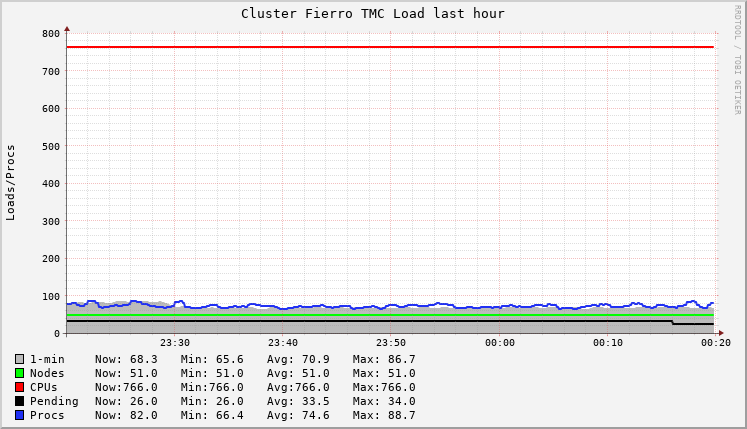 Cluster Fierro TMC Load last hour
RRDTOOL / TOBI OETIKER
Loads/Procs
800
700
600
500
400
300
200
100
0
23:30 23:40 23:50 00:00 00:10 00:20
1-min Now: 68.3 Min: 65.6 Avg: 70.9 Max: 86.7
Nodes Now: 51.0 Min: 51.0 Avg: 51.0 Max: 51.0
CPUs Now:766.0 Min:766.0 Avg:766.0 Max:766.0
Pending Now: 26.0 Min: 26.0 Avg: 33.5 Max: 34.0
Procs Now: 82.0 Min: 66.4 Avg: 74.6 Max: 88.7